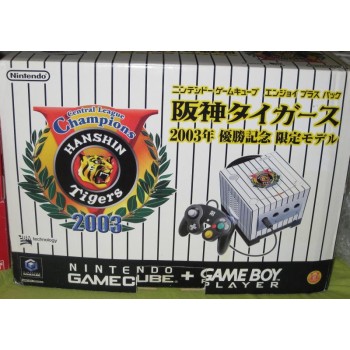 Nintendo
ニンテンドーゲームキューブ エンジョイプラスパック
阪神タイガース
2003年 優勝記念 限定モデル
Central League
Champions
HANSHIN
Tigers
2003
technology
NINTENDO
GAMECUBE + GAME BOY
PLAYER